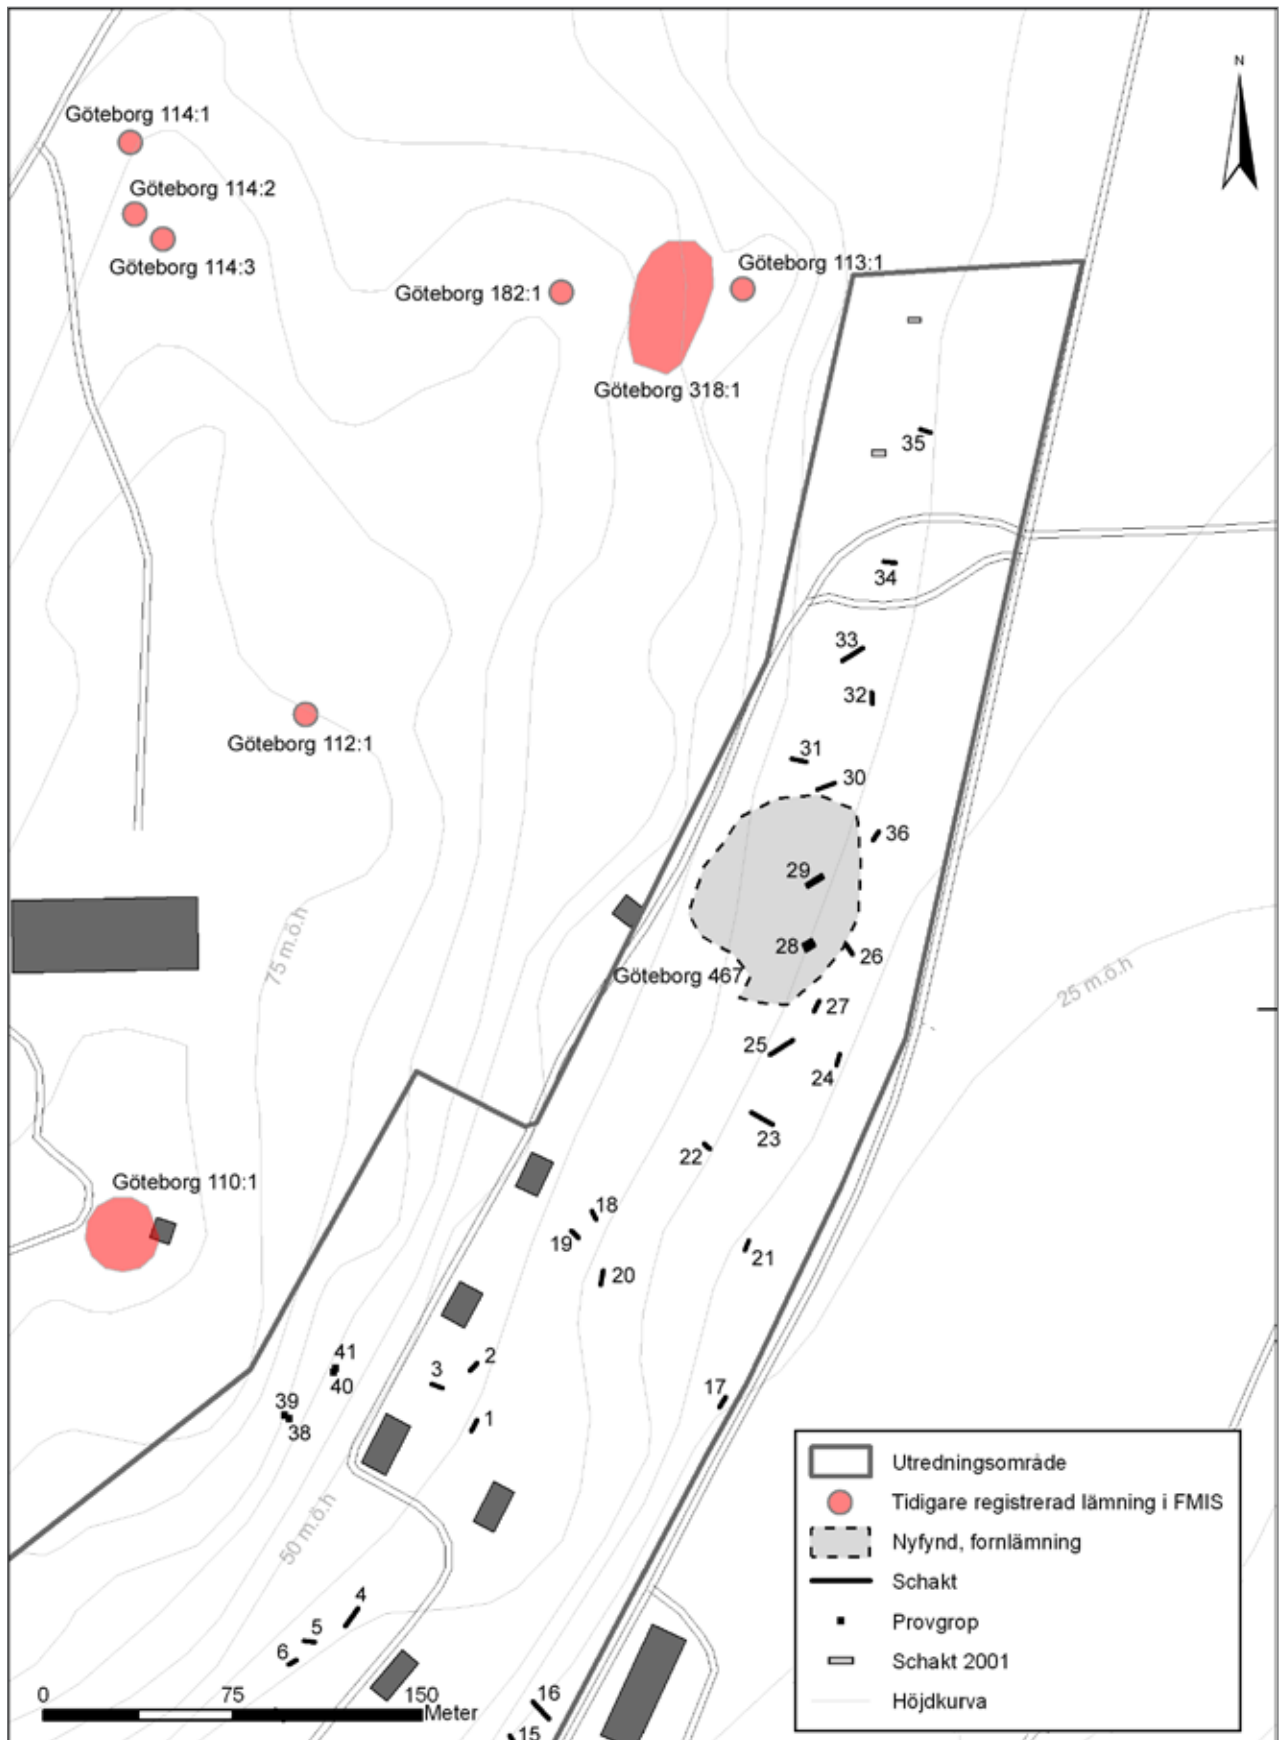 N
Göteborg 114:1
Göteborg 114:2
Göteborg 114:3
Göteborg 182:1
Göteborg 113:1
Göteborg 318:1
35
34
33
32
31
30
Göteborg 112:1
36
29
28
26
Göteborg 467
27
25
24
23
22
75 m.ö.h
25 m.ö.h
Göteborg 110:1
18
19
20
21
41
40
39
38
3
2
1
17
50 m.ö.h
4
5
6
16
15
0 75 150
Meter
Utredningsområde
Tidigare registrerad lämning i FMIS
Nyfynd, fornlämning
Schakt
Provgrop
Schakt 2001
Höjdkurva